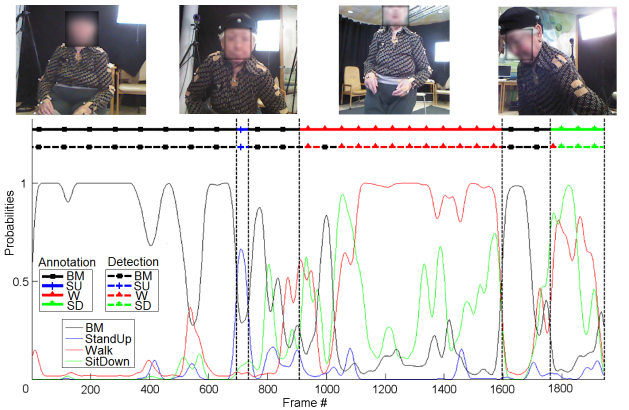 Probabilities
1
0.5
0
Annotation
BM
SU
W
SD
Detection
BM
SU
W
SD
BM
StandUp
Walk
SitDown
200
400
600
800
1000
1200
1400
1600
1800
Frame #